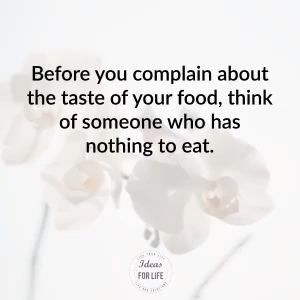 Before you complain about
the taste of your food, think
of someone who has
nothing to eat.
Ideas
FOR LIFE